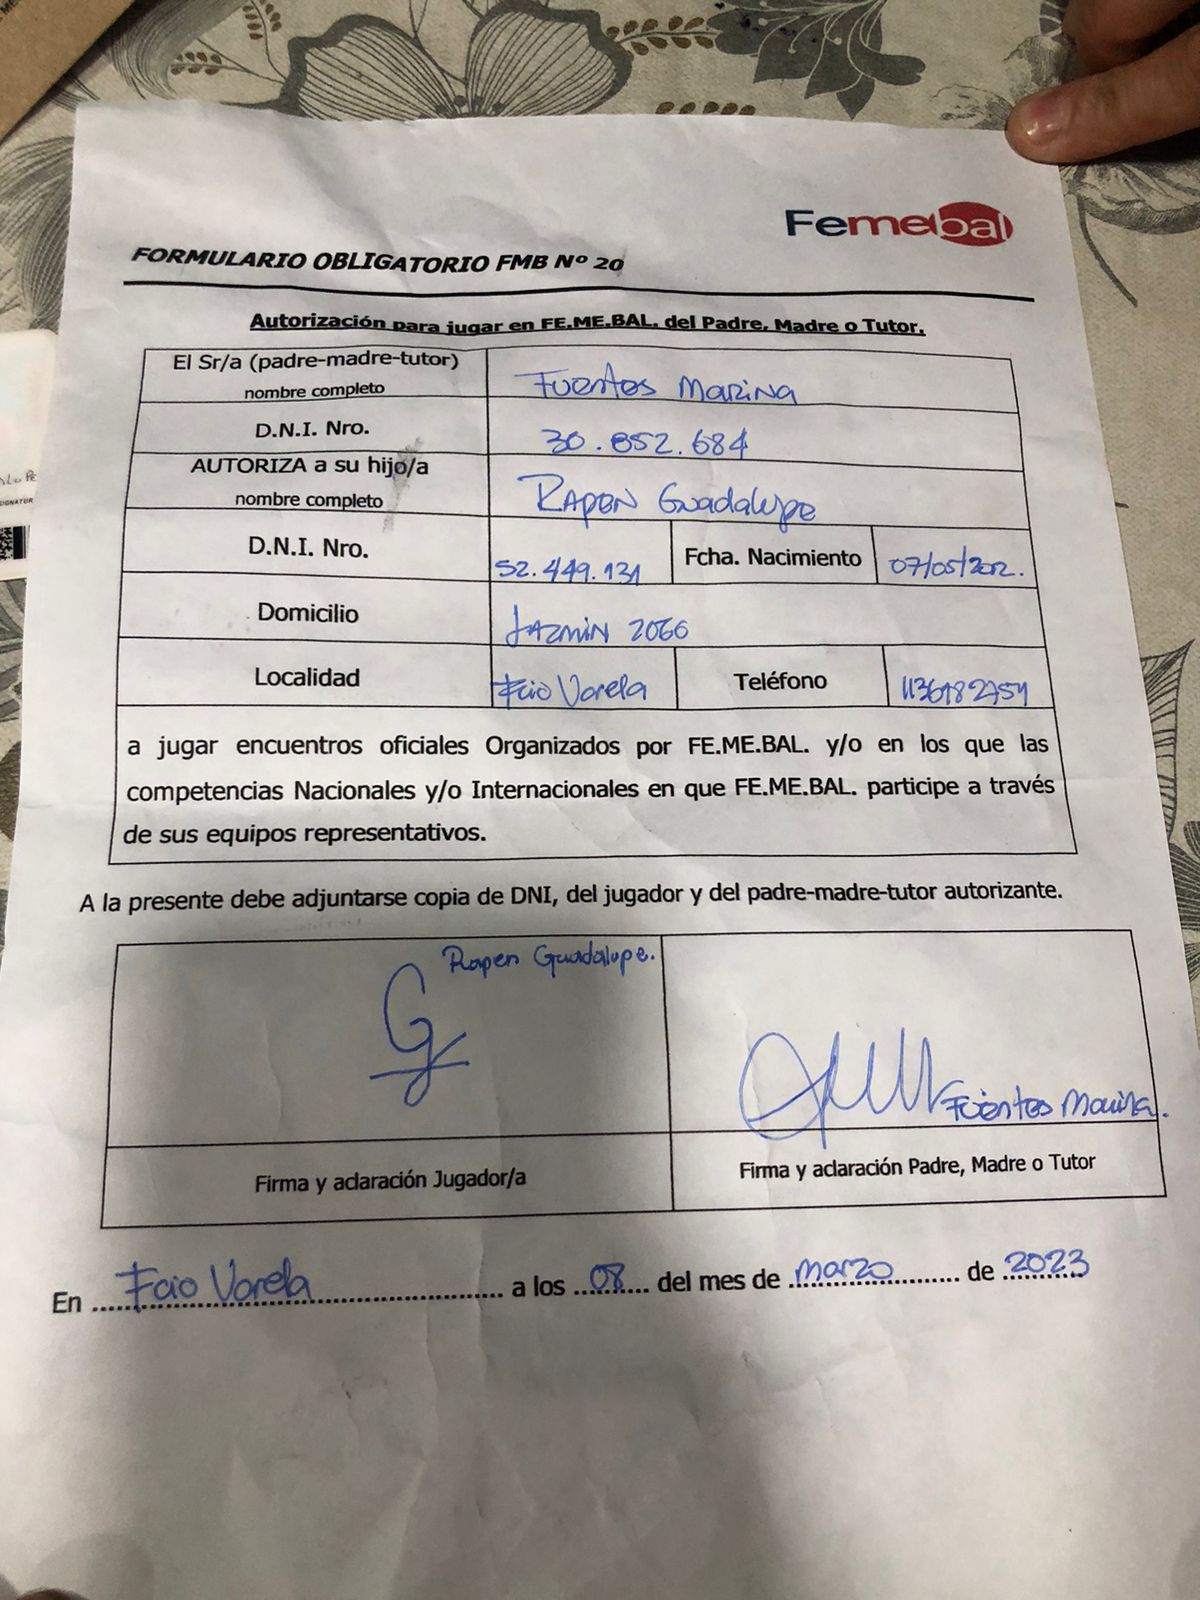 Femebal
FORMULARIO OBLIGATORIO FMB Nº 20
Autorización para jugar en FE.ME.BAL. del Padre, Madre o Tutor.
El Sr/a (padre-madre-tutor)
nombre completo
Fuentes Marina
D.N.I. Nro.
30.852.684
AUTORIZA a su hijo/a
nombre completo
Rapen Guadalupe
D.N.I. Nro.
52.449.131
Fcha. Nacimiento
07/05/2012.
Domicilio
Jazmin 2066
Localidad
Fcio Varela
Teléfono
a jugar encuentros oficiales Organizados por FE.ME.BAL. y/o en los que las
competencias Nacionales y/o Internacionales en que FE.ME.BAL. participe a través
de sus equipos representativos.
A la presente debe adjuntarse copia de DNI, del jugador y del padre-madre-tutor autorizante.
Rapen Guadalupe.
Fuentes Marina.
Firma y aclaración Jugador/a
Firma y aclaración Padre, Madre o Tutor
En Fcio Varela a los 08 del mes de marzo de 2023